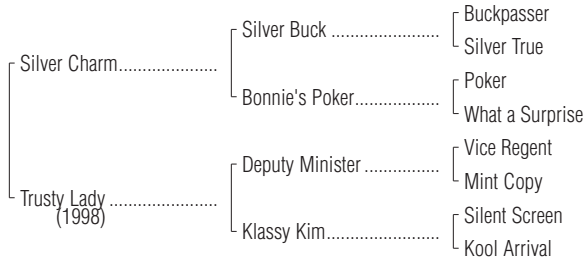 Buckpasser
Silver Buck ........................
Silver True
Silver Charm.....................
Poker
Bonnie's Poker..................
What a Surprise
Vice Regent
Deputy Minister ................
Mint Copy
Trusty Lady .......................
(1998)
Silent Screen
Klassy Kim........................
Kool Arrival